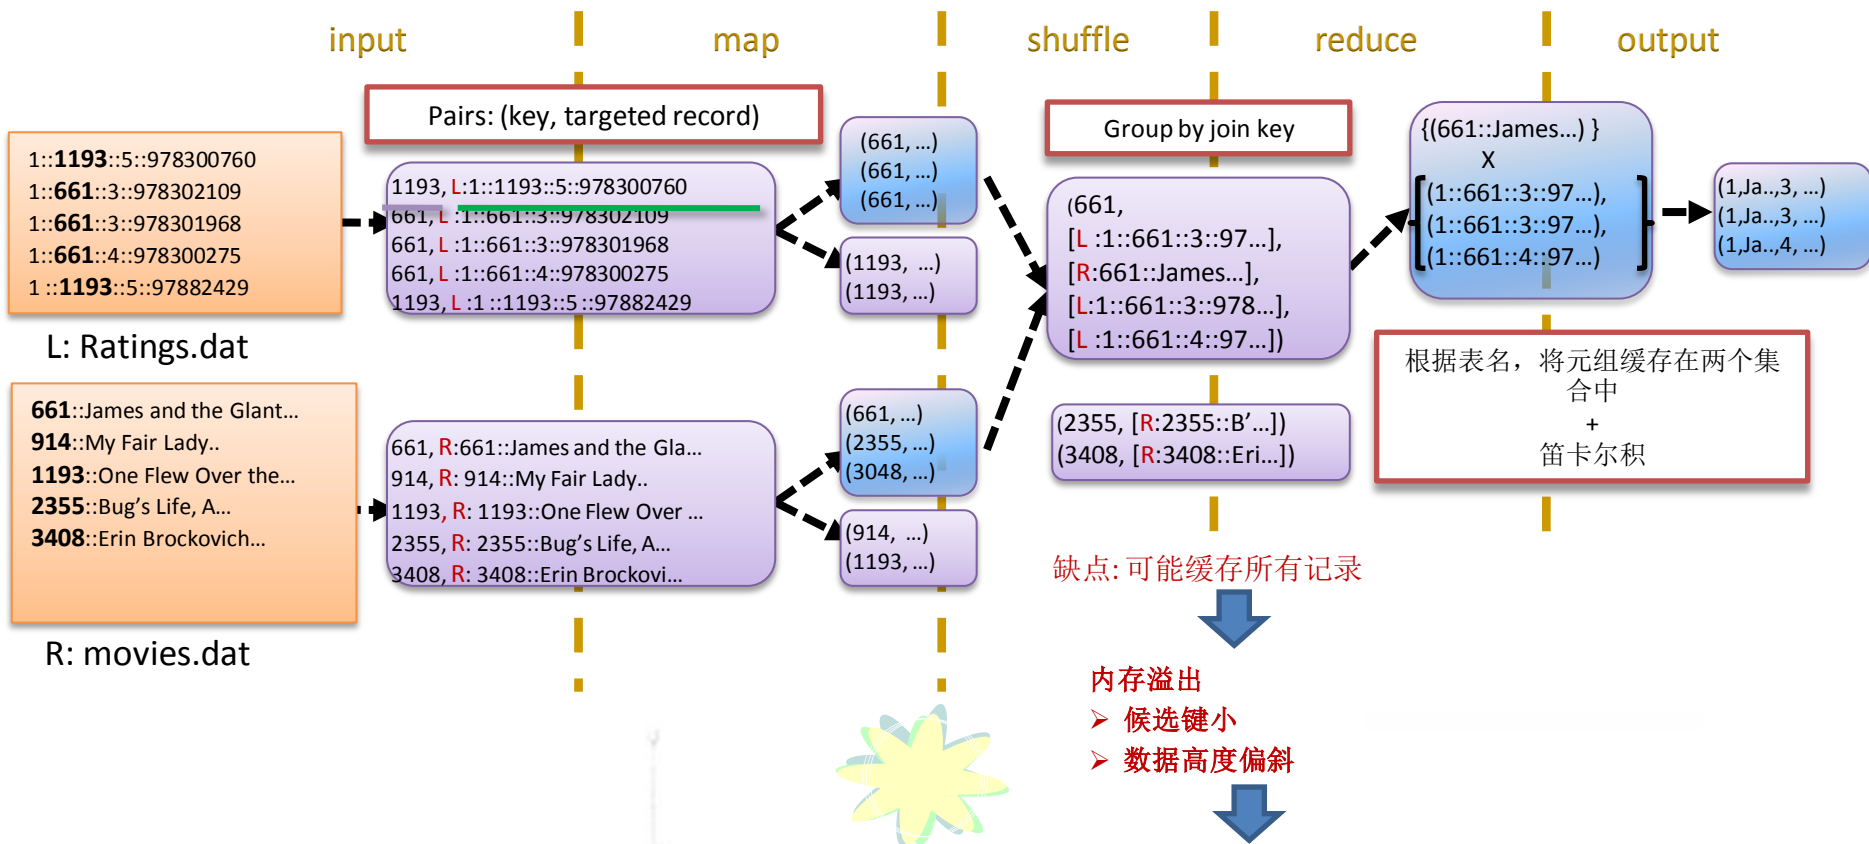 input
map
shuffle
reduce
output
Pairs: (key, targeted record)
1::1193::5::978300760
1::661::3::978302109
1::661::3::978301968
1::661::4::978300275
1 ::1193::5::97882429
L: Ratings.dat
661::James and the Glant...
914::My Fair Lady..
1193::One Flew Over the...
2355::Bug's Life, A...
3408::Erin Brockovich...
R: movies.dat
1193, L:1::1193::5::978300760
661, L :1::661::3::978302109
661, L :1::661::3::978301968
661, L :1::661::4::978300275
1193, L :1 ::1193::5::97882429
661, R:661::James and the Gla...
914, R: 914::My Fair Lady..
1193, R: 1193::One Flew Over ...
2355, R: 2355::Bug's Life, A...
3408, R: 3408::Erin Brockovi...
(661, ...)
(661, ...)
(661, ...)
(1193, ...)
(1193, ...)
(661, ...)
(2355, ...)
(3048, ...)
(914, ...)
(1193, ...)
Group by join key
(661,
[L :1::661::3::97...],
[R:661::James...],
[L:1::661::3::978...],
[L :1::661::4::97...])
(2355, [R:2355::B'...])
(3408, [R:3408::Eri...])
缺点: 可能缓存所有记录
内存溢出
➢ 候选键小
➢ 数据高度偏斜
{(661::James...) }
X
(1::661::3::97...),
(1::661::3::97...),
(1::661::4::97...)
根据表名，将元组缓存在两个集
合中
+
笛卡尔积
(1,Ja..,3, ...)
(1,Ja..,3, ...)
(1,Ja..,4, ...)